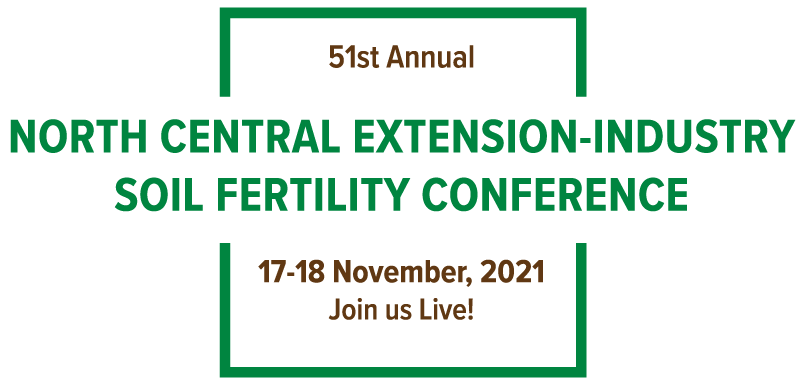 51st Annual
NORTH CENTRAL EXTENSION-INDUSTRY
SOIL FERTILITY CONFERENCE
17-18 November, 2021
Join us Live!